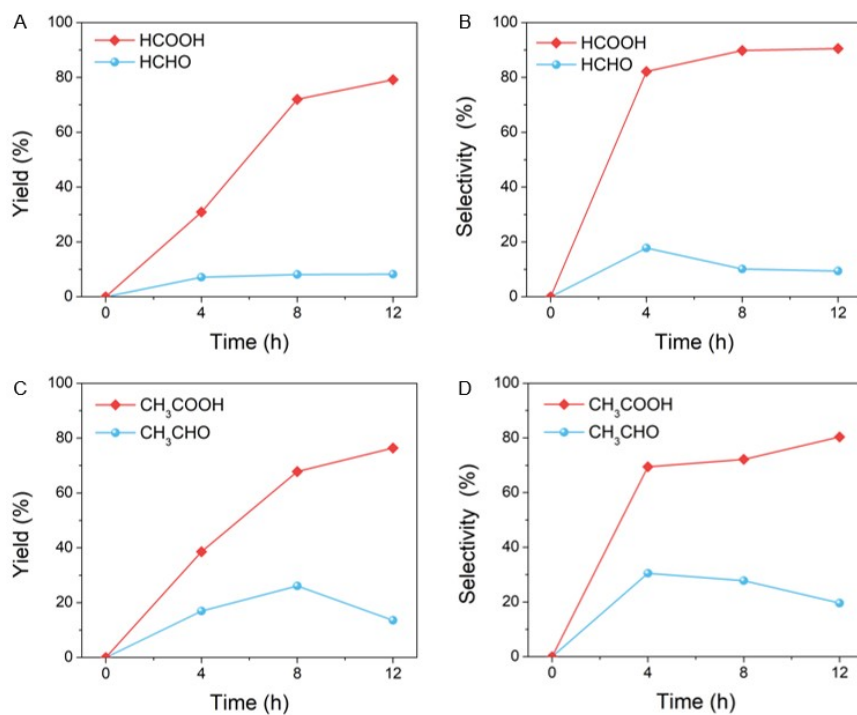 A
HCOOH
HCHO
Yield (%)
100
80
60
40
20
0
0 4 8 12
Time (h)
B
HCOOH
HCHO
Selectivity (%)
100
80
60
40
20
0
0 4 8 12
Time (h)
C
CH₃COOH
CH₃CHO
Yield (%)
100
80
60
40
20
0
0 4 8 12
Time (h)
D
CH₃COOH
CH₃CHO
Selectivity (%)
100
80
60
40
20
0
0 4 8 12
Time (h)